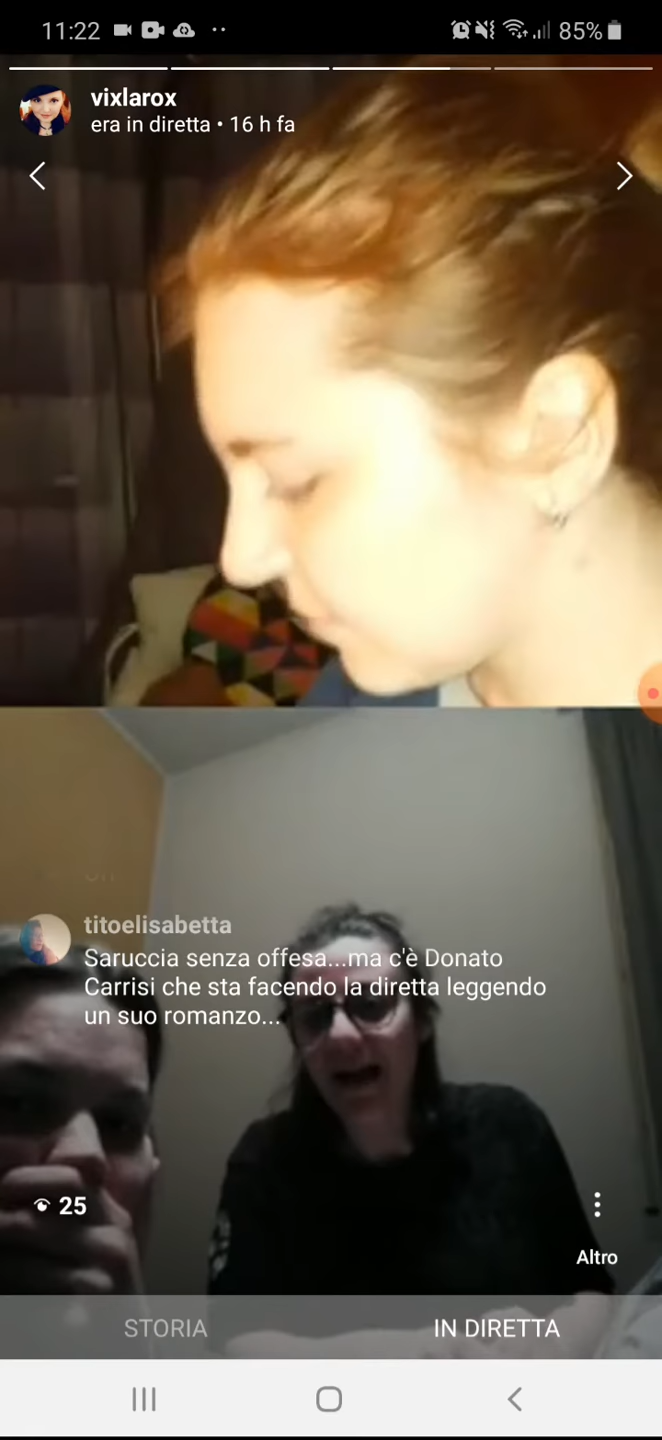 11:22
85%
vixlarox
era in diretta • 16 h fa
titoelisabetta
Saruccia senza offesa...ma c'è Donato
Carrisi che sta facendo la diretta leggendo
un suo romanzo...
25
Altro
STORIA
IN DIRETTA